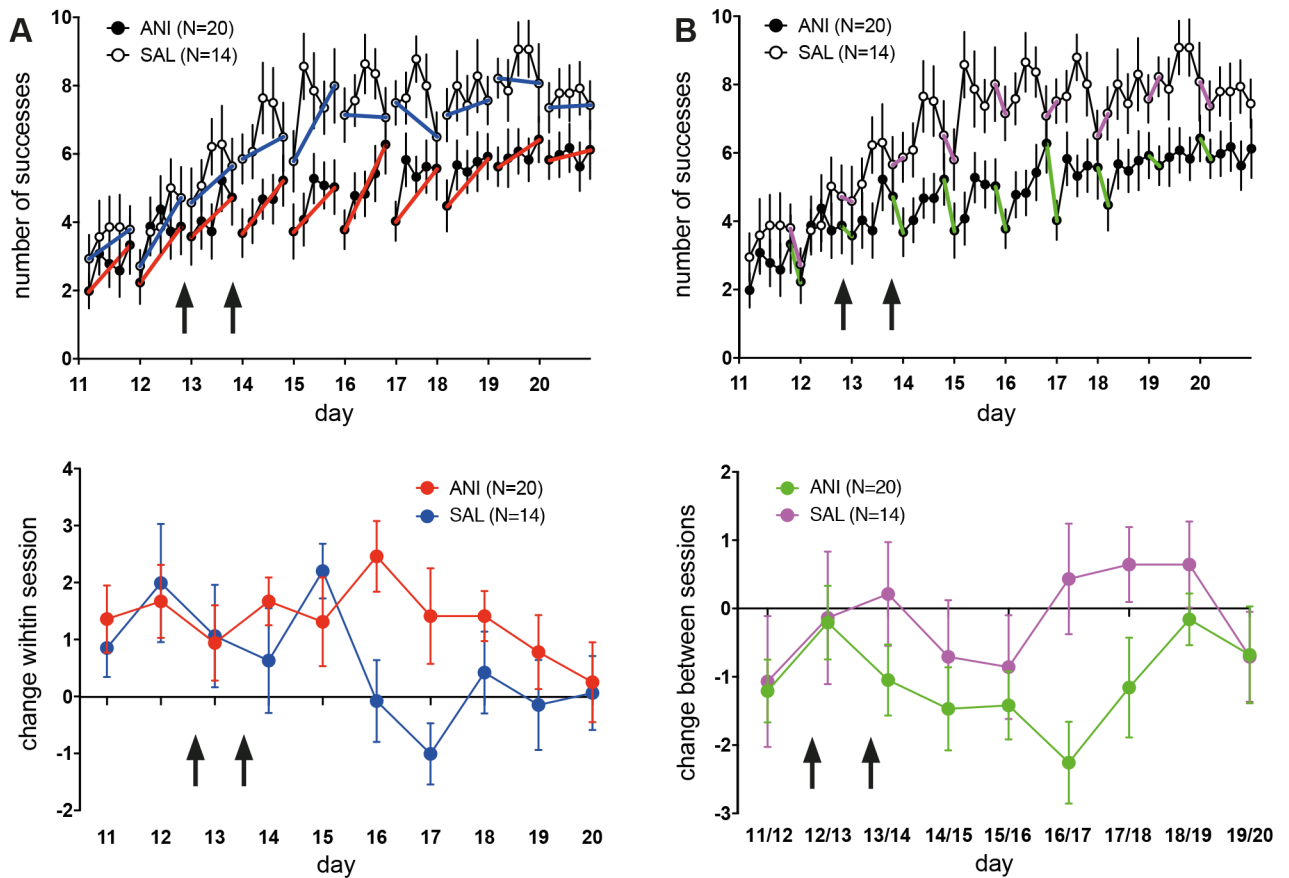 A
10
8
6
4
2
0
number of successes
ANI (N=20)
SAL (N=14)
11 12 13 14 15 16 17 18 19 20
day
B
10
8
6
4
2
0
number of successes
ANI (N=20)
SAL (N=14)
11 12 13 14 15 16 17 18 19 20
day
4
3
2
1
0
-1
-2
change wihtin session
ANI (N=20)
SAL (N=14)
11 12 13 14 15 16 17 18 19 20
day
2
1
0
-1
-2
-3
change between sessions
ANI (N=20)
SAL (N=14)
11/12 12/13 13/14 14/15 15/16 16/17 17/18 18/19 19/20
day